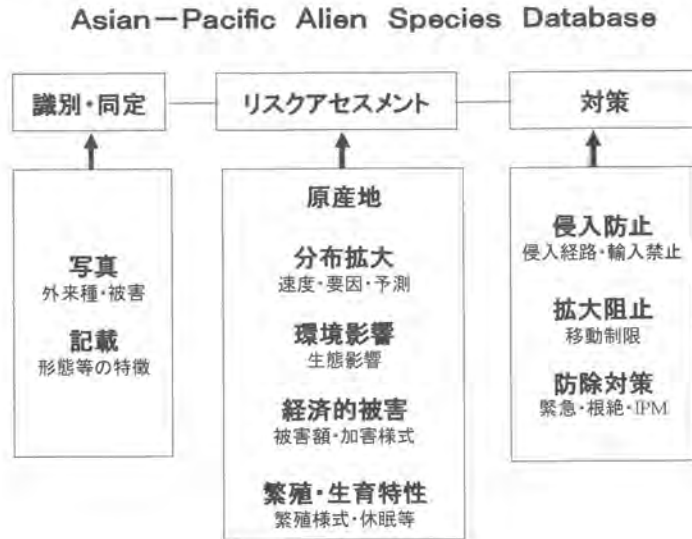 Asian－Pacific Alien Species Database
識別・同定
リスクアセスメント
対策
写真
外来種・被害
記載
形態等の特徴
原産地
分布拡大
速度・要因・予測
環境影響
生態影響
経済的被害
被害額・加害様式
繁殖・生育特性
繁殖様式・休眠等
侵入防止
侵入経路・輸入禁止
拡大阻止
移動制限
防除対策
緊急・根絶・IPM